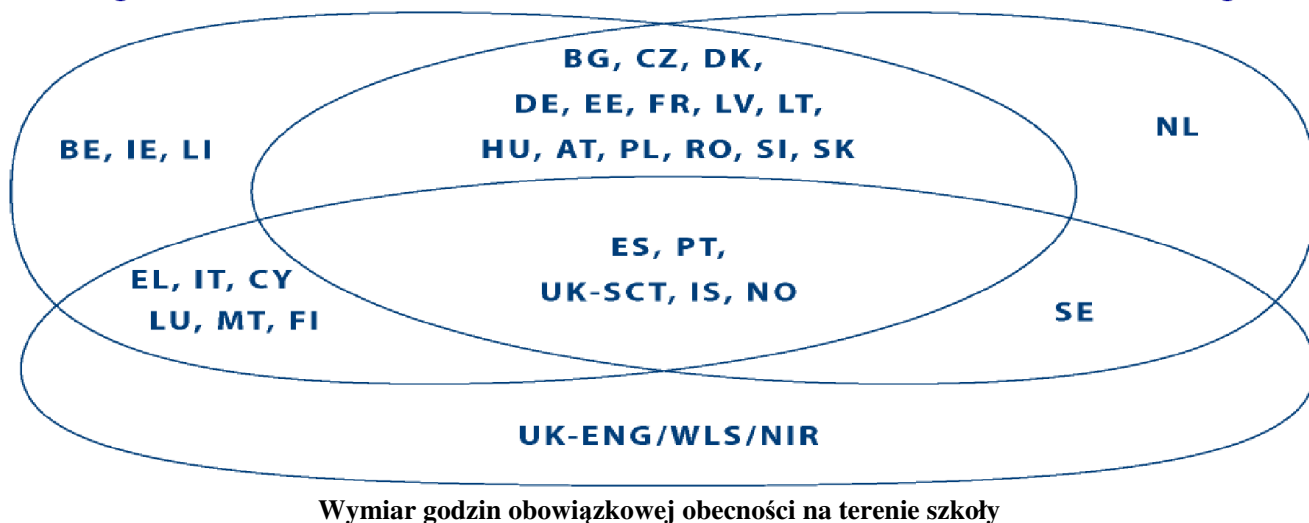 BG, CZ, DK,
DE, EE, FR, LV, LT,
HU, AT, PL, RO, SI, SK
BE, IE, LI
NL
ES, PT,
UK-SCT, IS, NO
EL, IT, CY
LU, MT, FI
SE
UK-ENG/WLS/NIR
Wymiar godzin obowiązkowej obecności na terenie szkoły